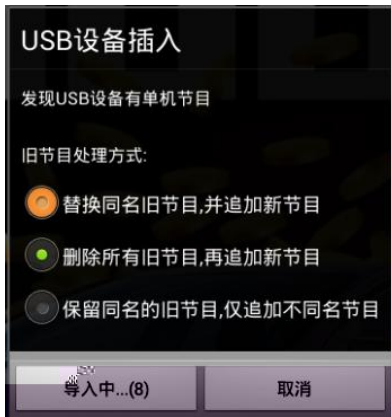 USB设备插入
发现USB设备有单机节目
旧节目处理方式:
替换同名旧节目,并追加新节目
删除所有旧节目,再追加新节目
保留同名的旧节目,仅追加不同名节目
导入中...(8)
取消